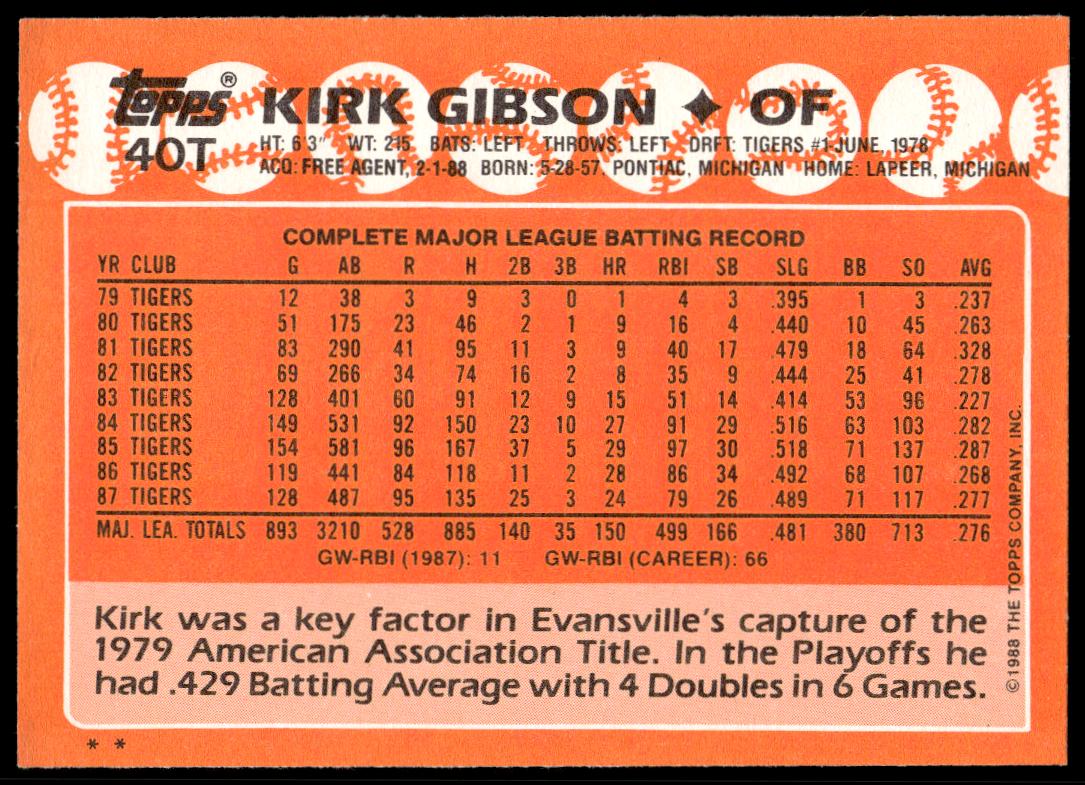 topps® KIRK GIBSON ✦ OF
40T HT: 6'3" WT: 215 BATS: LEFT THROWS: LEFT DRFT: TIGERS #1-JUNE, 1978
ACQ: FREE AGENT, 2-1-88 BORN: 5-28-57, PONTIAC, MICHIGAN HOME: LAPEER, MICHIGAN
COMPLETE MAJOR LEAGUE BATTING RECORD
YR CLUB G AB R H 2B 3B HR RBI SB SLG BB SO AVG
79 TIGERS 12 38 3 9 3 0 1 4 3 .395 1 3 .237
80 TIGERS 51 175 23 46 2 1 9 16 4 .440 10 45 .263
81 TIGERS 83 290 41 95 11 3 9 40 17 .479 18 64 .328
82 TIGERS 69 266 34 74 16 2 8 35 9 .444 25 41 .278
83 TIGERS 128 401 60 91 12 9 15 51 14 .414 53 96 .227
84 TIGERS 149 531 92 150 23 10 27 91 29 .516 63 103 .282
85 TIGERS 154 581 96 167 37 5 29 97 30 .518 71 137 .287
86 TIGERS 119 441 84 118 11 2 28 86 34 .492 68 107 .268
87 TIGERS 128 487 95 135 25 3 24 79 26 .489 71 117 .277
MAJ. LEA. TOTALS 893 3210 528 885 140 35 150 499 166 .481 380 713 .276
GW-RBI (1987): 11 GW-RBI (CAREER): 66
Kirk was a key factor in Evansville's capture of the
1979 American Association Title. In the Playoffs he
had .429 Batting Average with 4 Doubles in 6 Games.
©1988 THE TOPPS COMPANY, INC.
* *